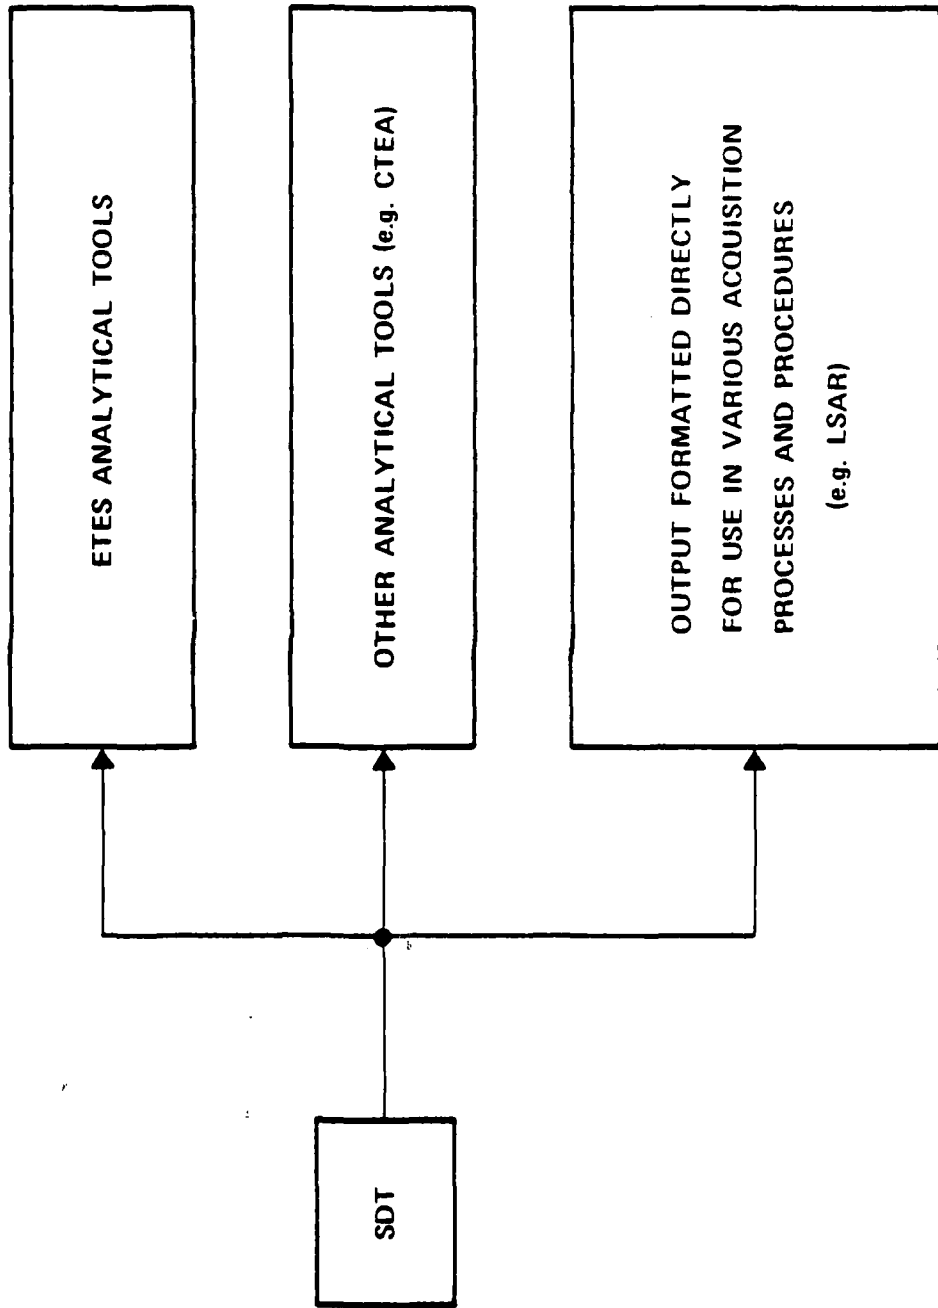 SDT
ETES ANALYTICAL TOOLS
OTHER ANALYTICAL TOOLS (e.g. CTEA)
OUTPUT FORMATTED DIRECTLY
FOR USE IN VARIOUS ACQUISITION
PROCESSES AND PROCEDURES
(e.g. LSAR)